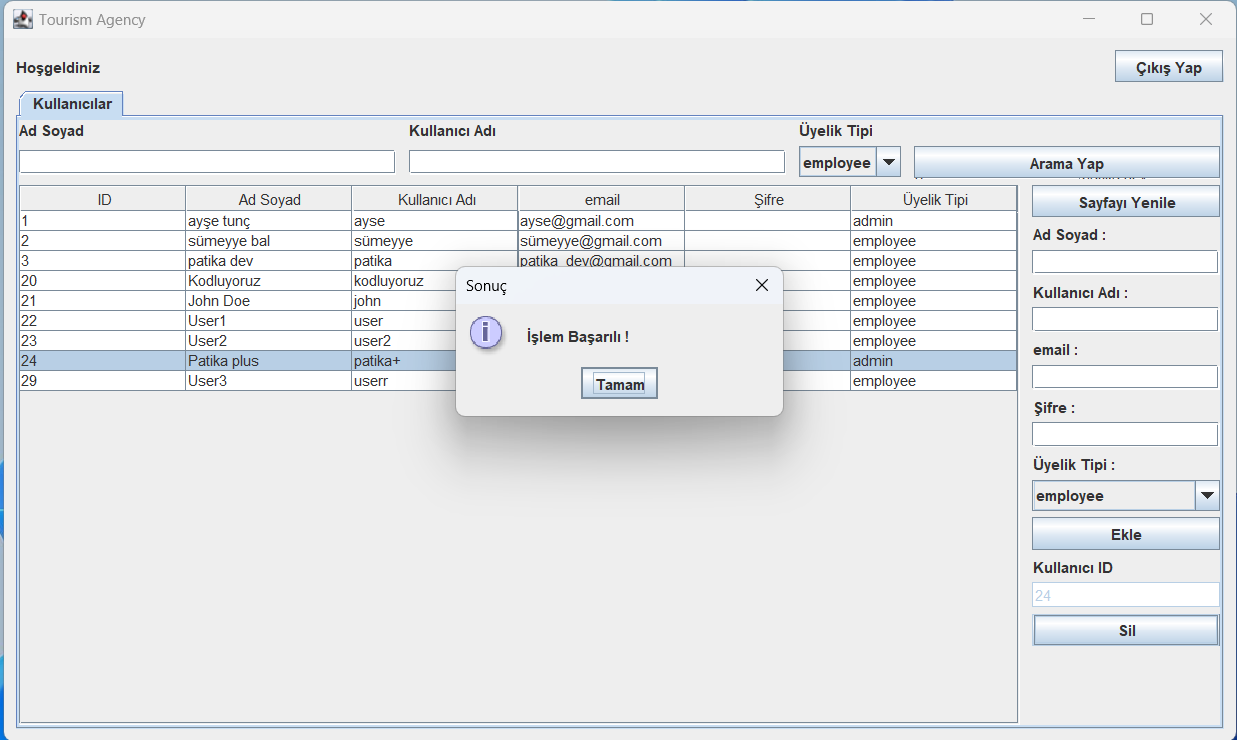 Tourism Agency
Hoşgeldiniz
Çıkış Yap
Kullanıcılar
Ad Soyad Kullanıcı Adı Üyelik Tipi
employee Arama Yap
ID Ad Soyad Kullanıcı Adı email Şifre Üyelik Tipi
1 ayşe tunç ayse ayse@gmail.com admin
2 sümeyye bal sümeyye sümeyye@gmail.com employee
3 patika dev patika patika_dev@gmail.com employee
20 Kodluyoruz kodluyoruz employee
21 John Doe john employee
22 User1 user employee
23 User2 user2 employee
24 Patika plus patika+ admin
29 User3 userr employee
Sonuç
İşlem Başarılı !
Tamam
Sayfayı Yenile
Ad Soyad :
Kullanıcı Adı :
email :
Şifre :
Üyelik Tipi :
employee
Ekle
Kullanıcı ID
24
Sil